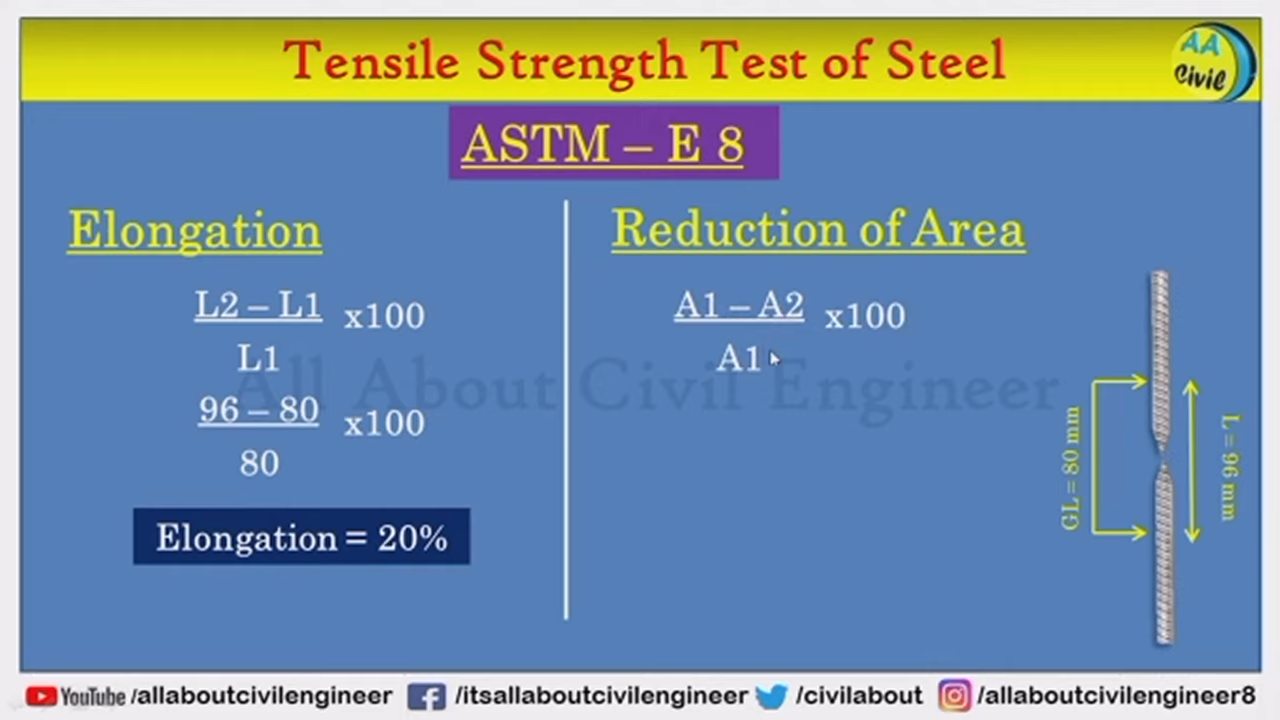 Tensile Strength Test of Steel
AA
Civil
ASTM – E 8
Elongation
L2 – L1 x100
L1
96 – 80 x100
80
Elongation = 20%
Reduction of Area
A1 – A2 x100
A1
All About Civil Engineer
GL = 80 mm
L = 96 mm
YouTube /allaboutcivilengineer /itsallaboutcivilengineer /civilabout /allaboutcivilengineer8